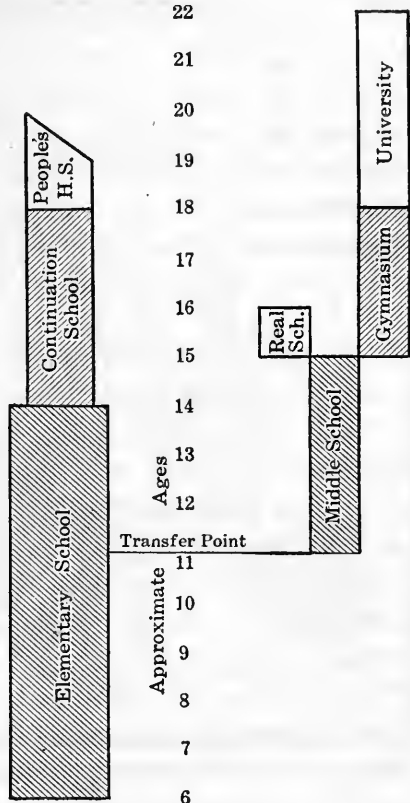 22
21
20
19
18
17
16
15
14
13
12
11
10
9
8
7
6
Approximate Ages
Transfer Point
People's
H.S.
Continuation
School
Elementary School
University
Gymnasium
Real
Sch.
Middle School